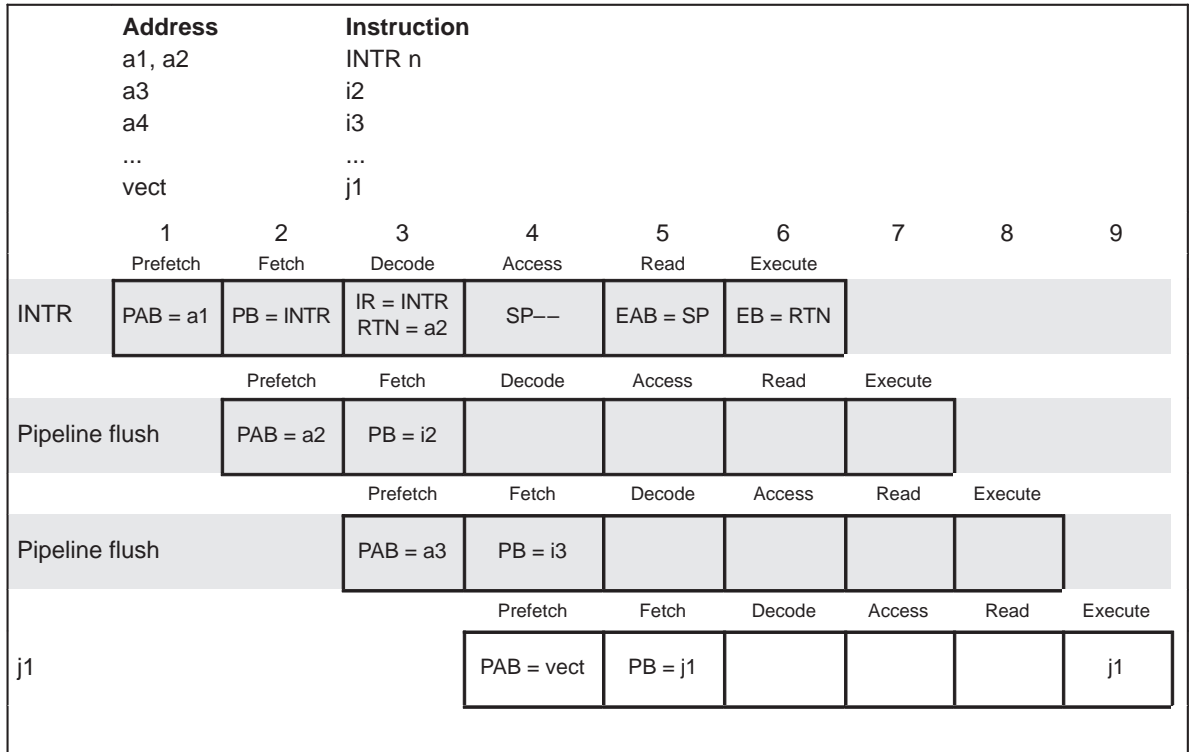 Address Instruction
a1, a2 INTR n
a3 i2
a4 i3
... ...
vect j1
1 2 3 4 5 6 7 8 9
Prefetch Fetch Decode Access Read Execute
INTR PAB = a1 PB = INTR IR = INTR RTN = a2 SP−− EAB = SP EB = RTN
Prefetch Fetch Decode Access Read Execute
Pipeline flush PAB = a2 PB = i2
Prefetch Fetch Decode Access Read Execute
Pipeline flush PAB = a3 PB = i3
Prefetch Fetch Decode Access Read Execute
j1 PAB = vect PB = j1 j1